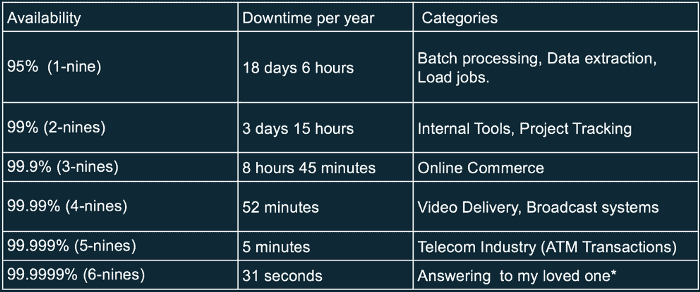 Availability Downtime per year Categories
95% (1-nine) 18 days 6 hours Batch processing, Data extraction,
Load jobs.
99% (2-nines) 3 days 15 hours Internal Tools, Project Tracking
99.9% (3-nines) 8 hours 45 minutes Online Commerce
99.99% (4-nines) 52 minutes Video Delivery, Broadcast systems
99.999% (5-nines) 5 minutes Telecom Industry (ATM Transactions)
99.9999% (6-nines) 31 seconds Answering to my loved one*